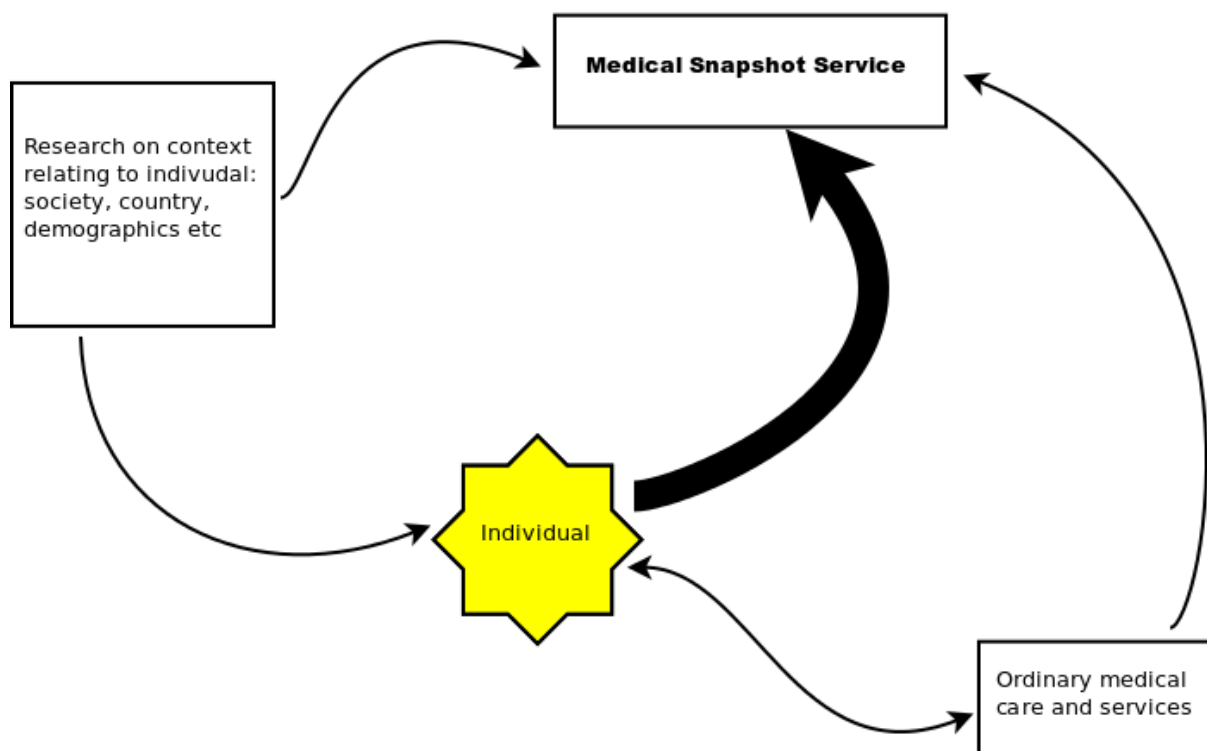 Medical Snapshot Service
Research on context
relating to indivudal:
society, country,
demographics etc
Individual
Ordinary medical
care and services